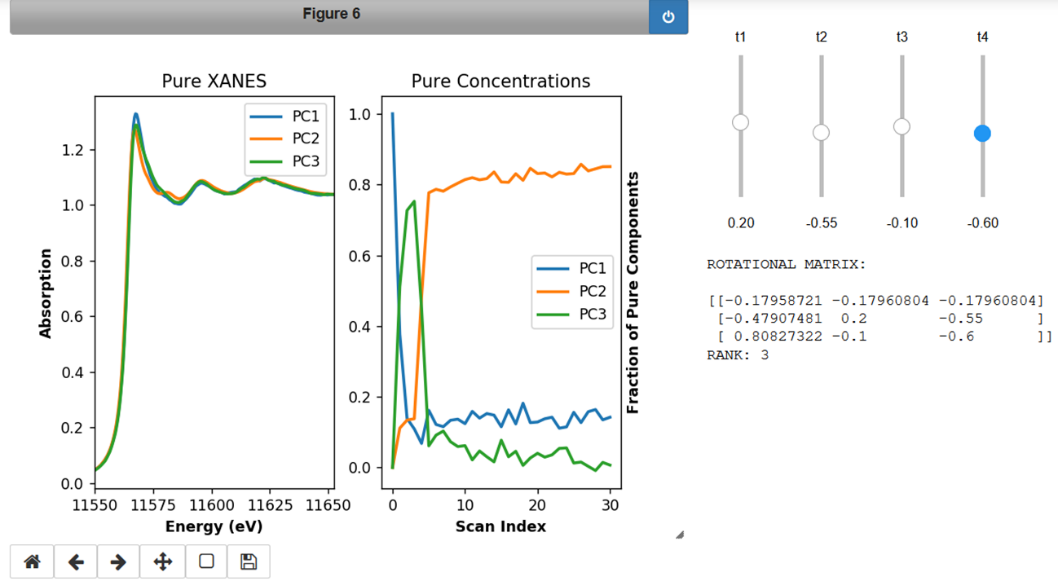 Figure 6
Pure XANES
PC1
PC2
PC3
Absorption
1.2
1.0
0.8
0.6
0.4
0.2
0.0
11550 11575 11600 11625 11650
Energy (eV)
Pure Concentrations
1.0
0.8
0.6
0.4
0.2
0.0
PC1
PC2
PC3
0 10 20 30
Scan Index
Fraction of Pure Components
t1 t2 t3 t4
0.20 -0.55 -0.10 -0.60
ROTATIONAL MATRIX:
[[-0.17958721 -0.17960804 -0.17960804]
[-0.47907481 0.2 -0.55 ]
[ 0.80827322 -0.1 -0.6 ]]
RANK: 3